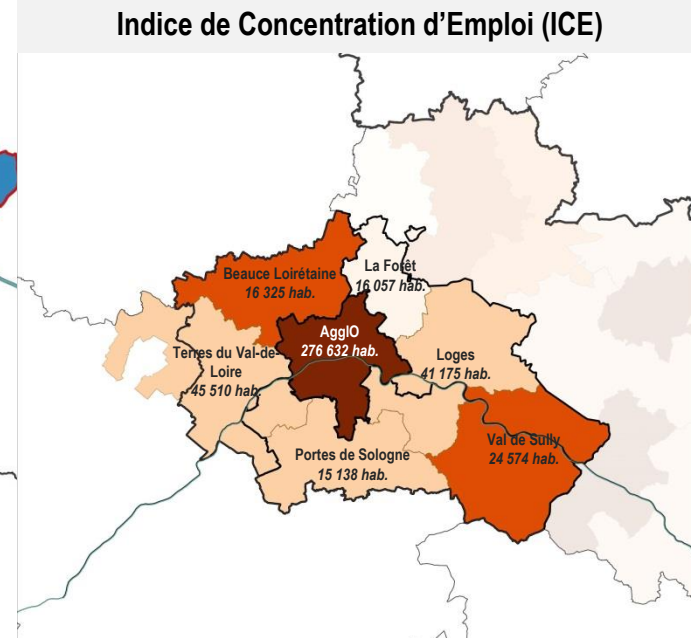 Indice de Concentration d’Emploi (ICE)
La Forêt
16 057 hab.
Beauce Loirétaine
16 325 hab.
AgglO
276 632 hab.
Terres du Val-de-
Loire
45 510 hab.
Loges
41 175 hab.
Val de Sully
24 574 hab.
Portes de Sologne
15 138 hab.